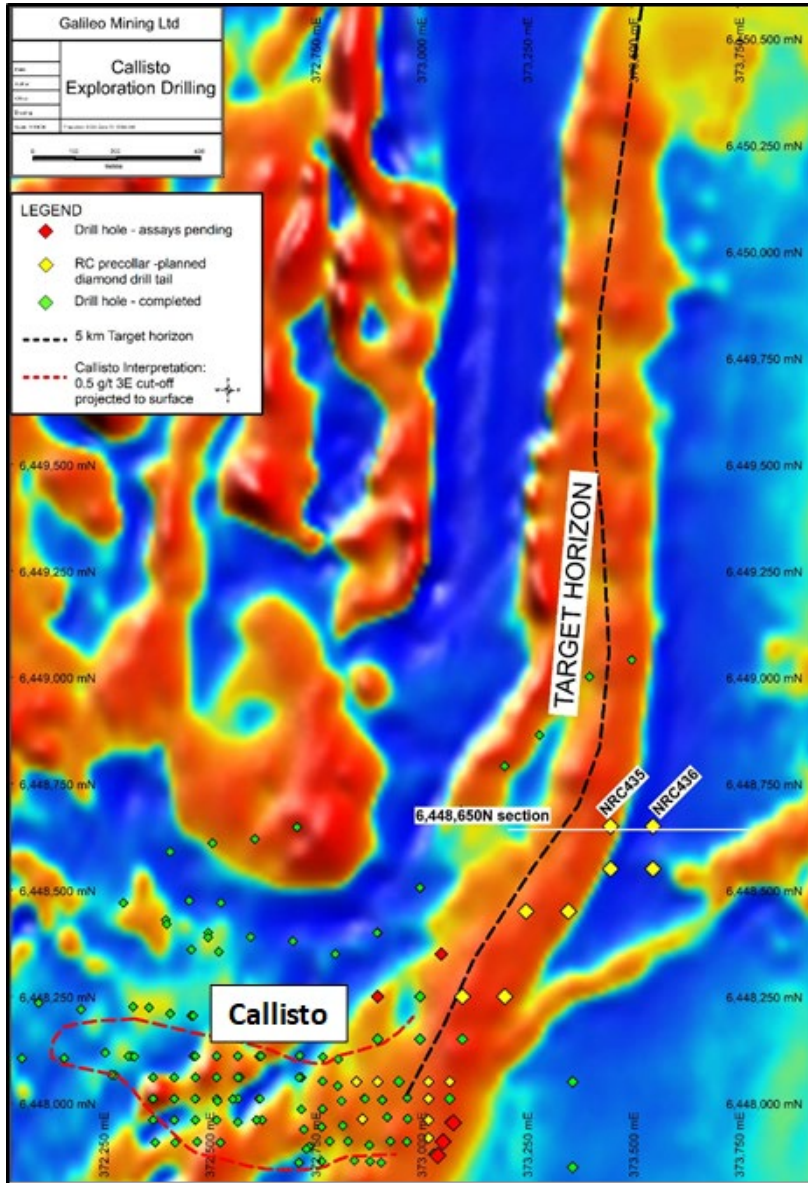 Galileo Mining Ltd
Callisto
Exploration Drilling
LEGEND
Drill hole - assays pending
RC precollar -planned
diamond drill tail
Drill hole - completed
5 km Target horizon
Callisto Interpretation:
0.5 g/t 3E cut-off
projected to surface
372,750 mE
373,000 mE
373,250 mE
373,500 mE
373,750 mE
6,450,500 mN
6,450,250 mN
6,450,000 mN
6,449,750 mN
6,449,500 mN
6,449,500 mN
6,449,250 mN
6,449,250 mN
TARGET HORIZON
6,449,000 mN
6,449,000 mN
6,448,750 mN
6,448,750 mN
NRC435
NRC436
6,448,650N section
6,448,500 mN
6,448,500 mN
6,448,250 mN
6,448,250 mN
Callisto
6,448,000 mN
6,448,000 mN
372,250 mE
372,500 mE
372,750 mE
373,000 mE
373,250 mE
373,500 mE
373,750 mE